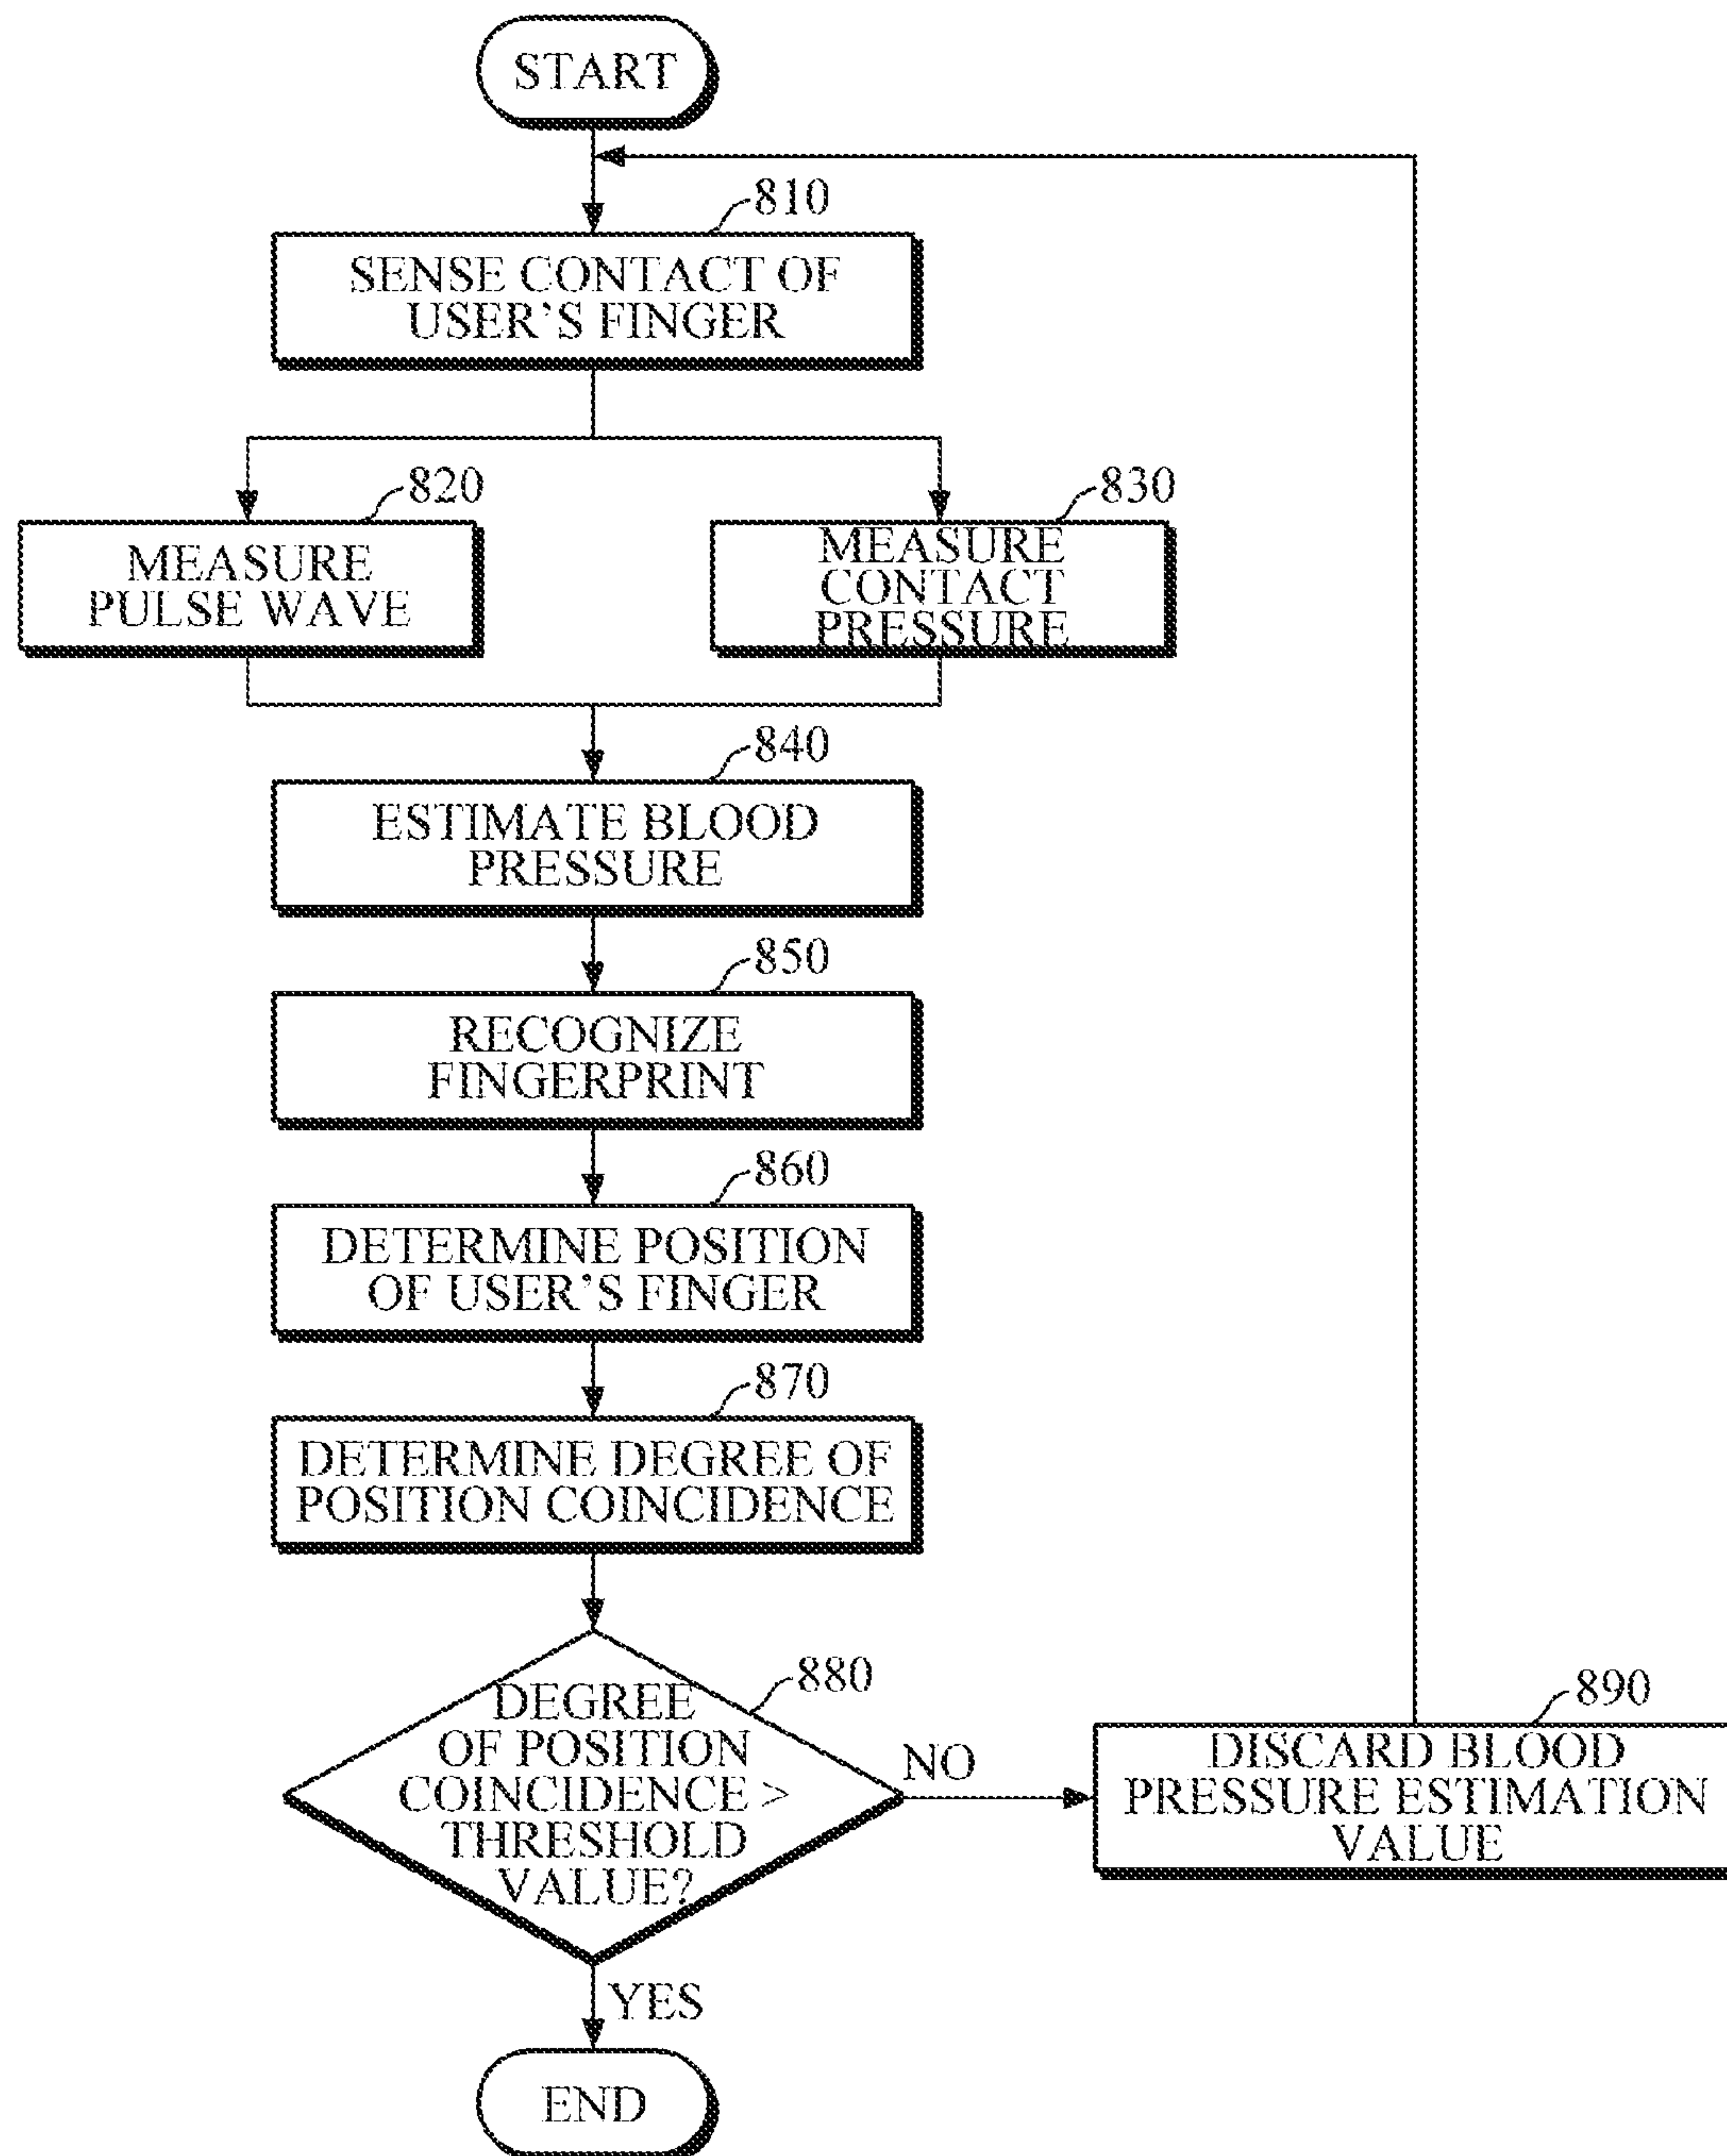 START
810
SENSE CONTACT OF
USER'S FINGER
820
MEASURE
PULSE WAVE
830
MEASURE
CONTACT
PRESSURE
840
ESTIMATE BLOOD
PRESSURE
850
RECOGNIZE
FINGERPRINT
860
DETERMINE POSITION
OF USER'S FINGER
870
DETERMINE DEGREE OF
POSITION COINCIDENCE
880
DEGREE
OF POSITION
COINCIDENCE >
THRESHOLD
VALUE?
NO
890
DISCARD BLOOD
PRESSURE ESTIMATION
VALUE
YES
END